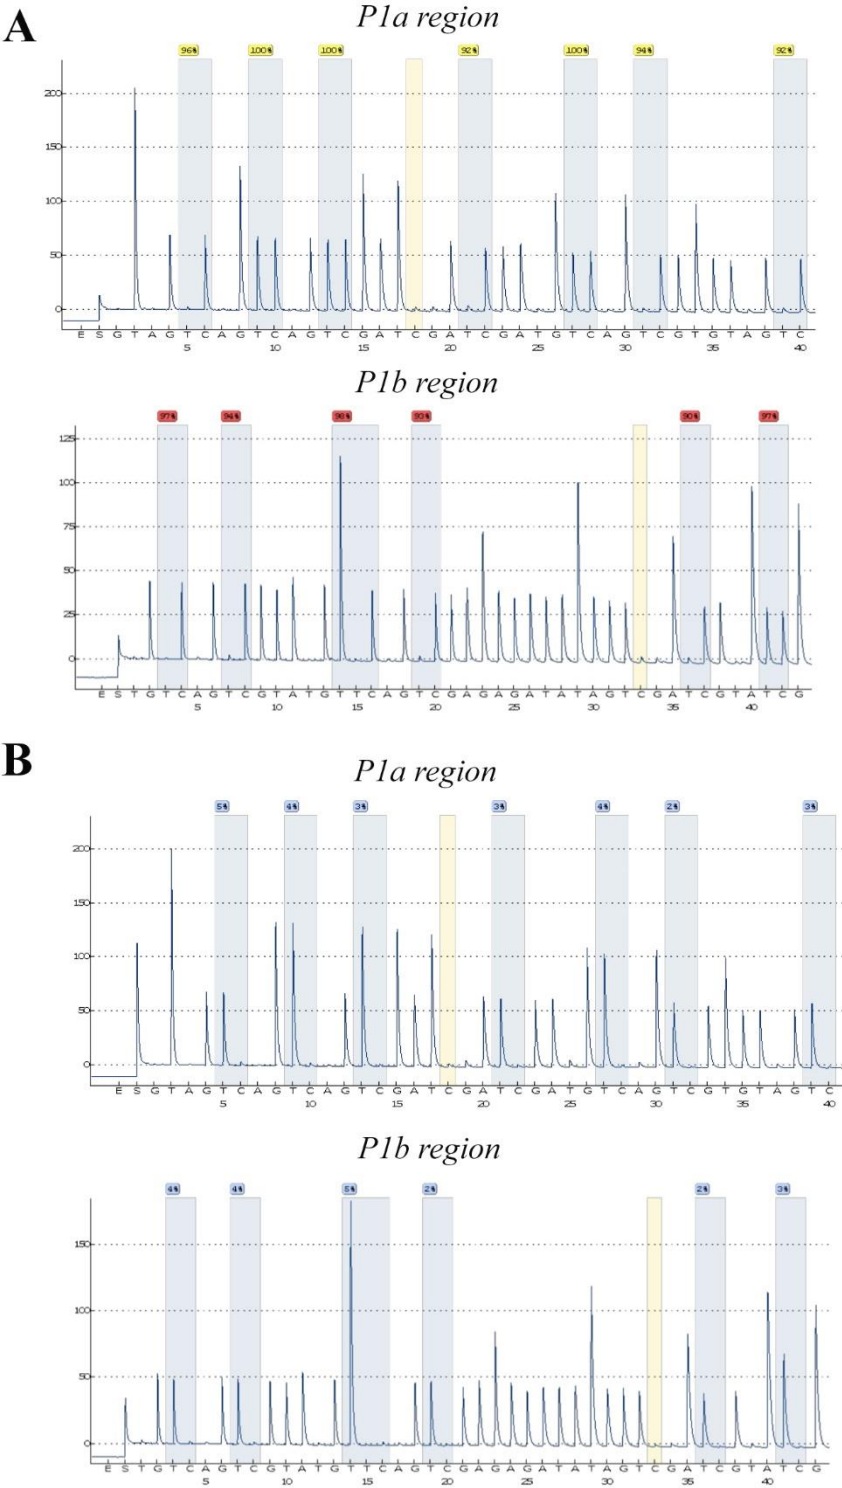 A
P1a region
96% 100% 100% 92% 100% 94% 92%
200
150
100
50
0
E S G T A G T C A G T C A G T C G A T C G A T C G A T G T C A G T C G T G T A G T C
5 10 15 20 25 30 35 40
P1b region
97% 94% 98% 93% 90% 97%
125
100
75
50
25
0
E S T G T C A G T C G T A T G T T C A G T C G A G A G A T A T A G T C G A T C G T A T C G
5 10 15 20 25 30 35 40
B
P1a region
5% 4% 3% 3% 4% 2% 3%
200
150
100
50
0
E S G T A G T C A G T C A G T C G A T C G A T C G A T G T C A G T C G T G T A G T C
5 10 15 20 25 30 35 40
P1b region
4% 4% 5% 2% 2% 3%
150
100
50
0
E S T G T C A G T C G T A T G T T C A G T C G A G A G A T A T A G T C G A T C G T A T C G
5 10 15 20 25 30 35 40